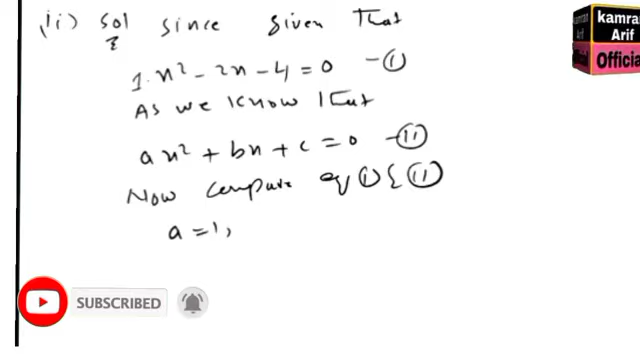 (ii) Sol since given That
1.x² - 2x - 4 = 0 - (I)
As we know That
ax² + bx + c = 0 - (II)
Now compare eq (I) & (II)
a = 1,
SUBSCRIBED
kamran
Arif
Official